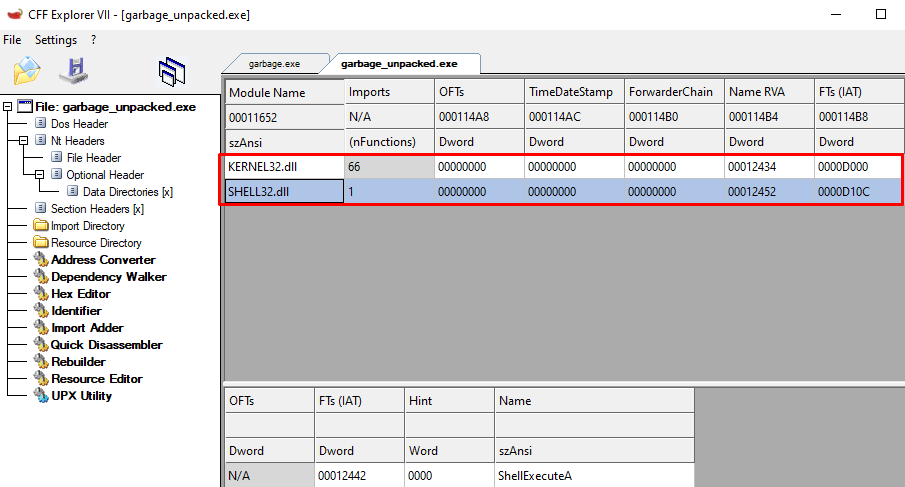 CFF Explorer VII - [garbage_unpacked.exe]
File Settings ?
garbage.exe garbage_unpacked.exe
File: garbage_unpacked.exe
Dos Header
Nt Headers
File Header
Optional Header
Data Directories [x]
Section Headers [x]
Import Directory
Resource Directory
Address Converter
Dependency Walker
Hex Editor
Identifier
Import Adder
Quick Disassembler
Rebuilder
Resource Editor
UPX Utility
Module Name Imports OFTs TimeDateStamp ForwarderChain Name RVA FTs (IAT)
00011652 N/A 000114A8 000114AC 000114B0 000114B4 000114B8
szAnsi (nFunctions) Dword Dword Dword Dword Dword
KERNEL32.dll 66 00000000 00000000 00000000 00012434 0000D000
SHELL32.dll 1 00000000 00000000 00000000 00012452 0000D10C
OFTs FTs (IAT) Hint Name
Dword Dword Word szAnsi
N/A 00012442 0000 ShellExecuteA